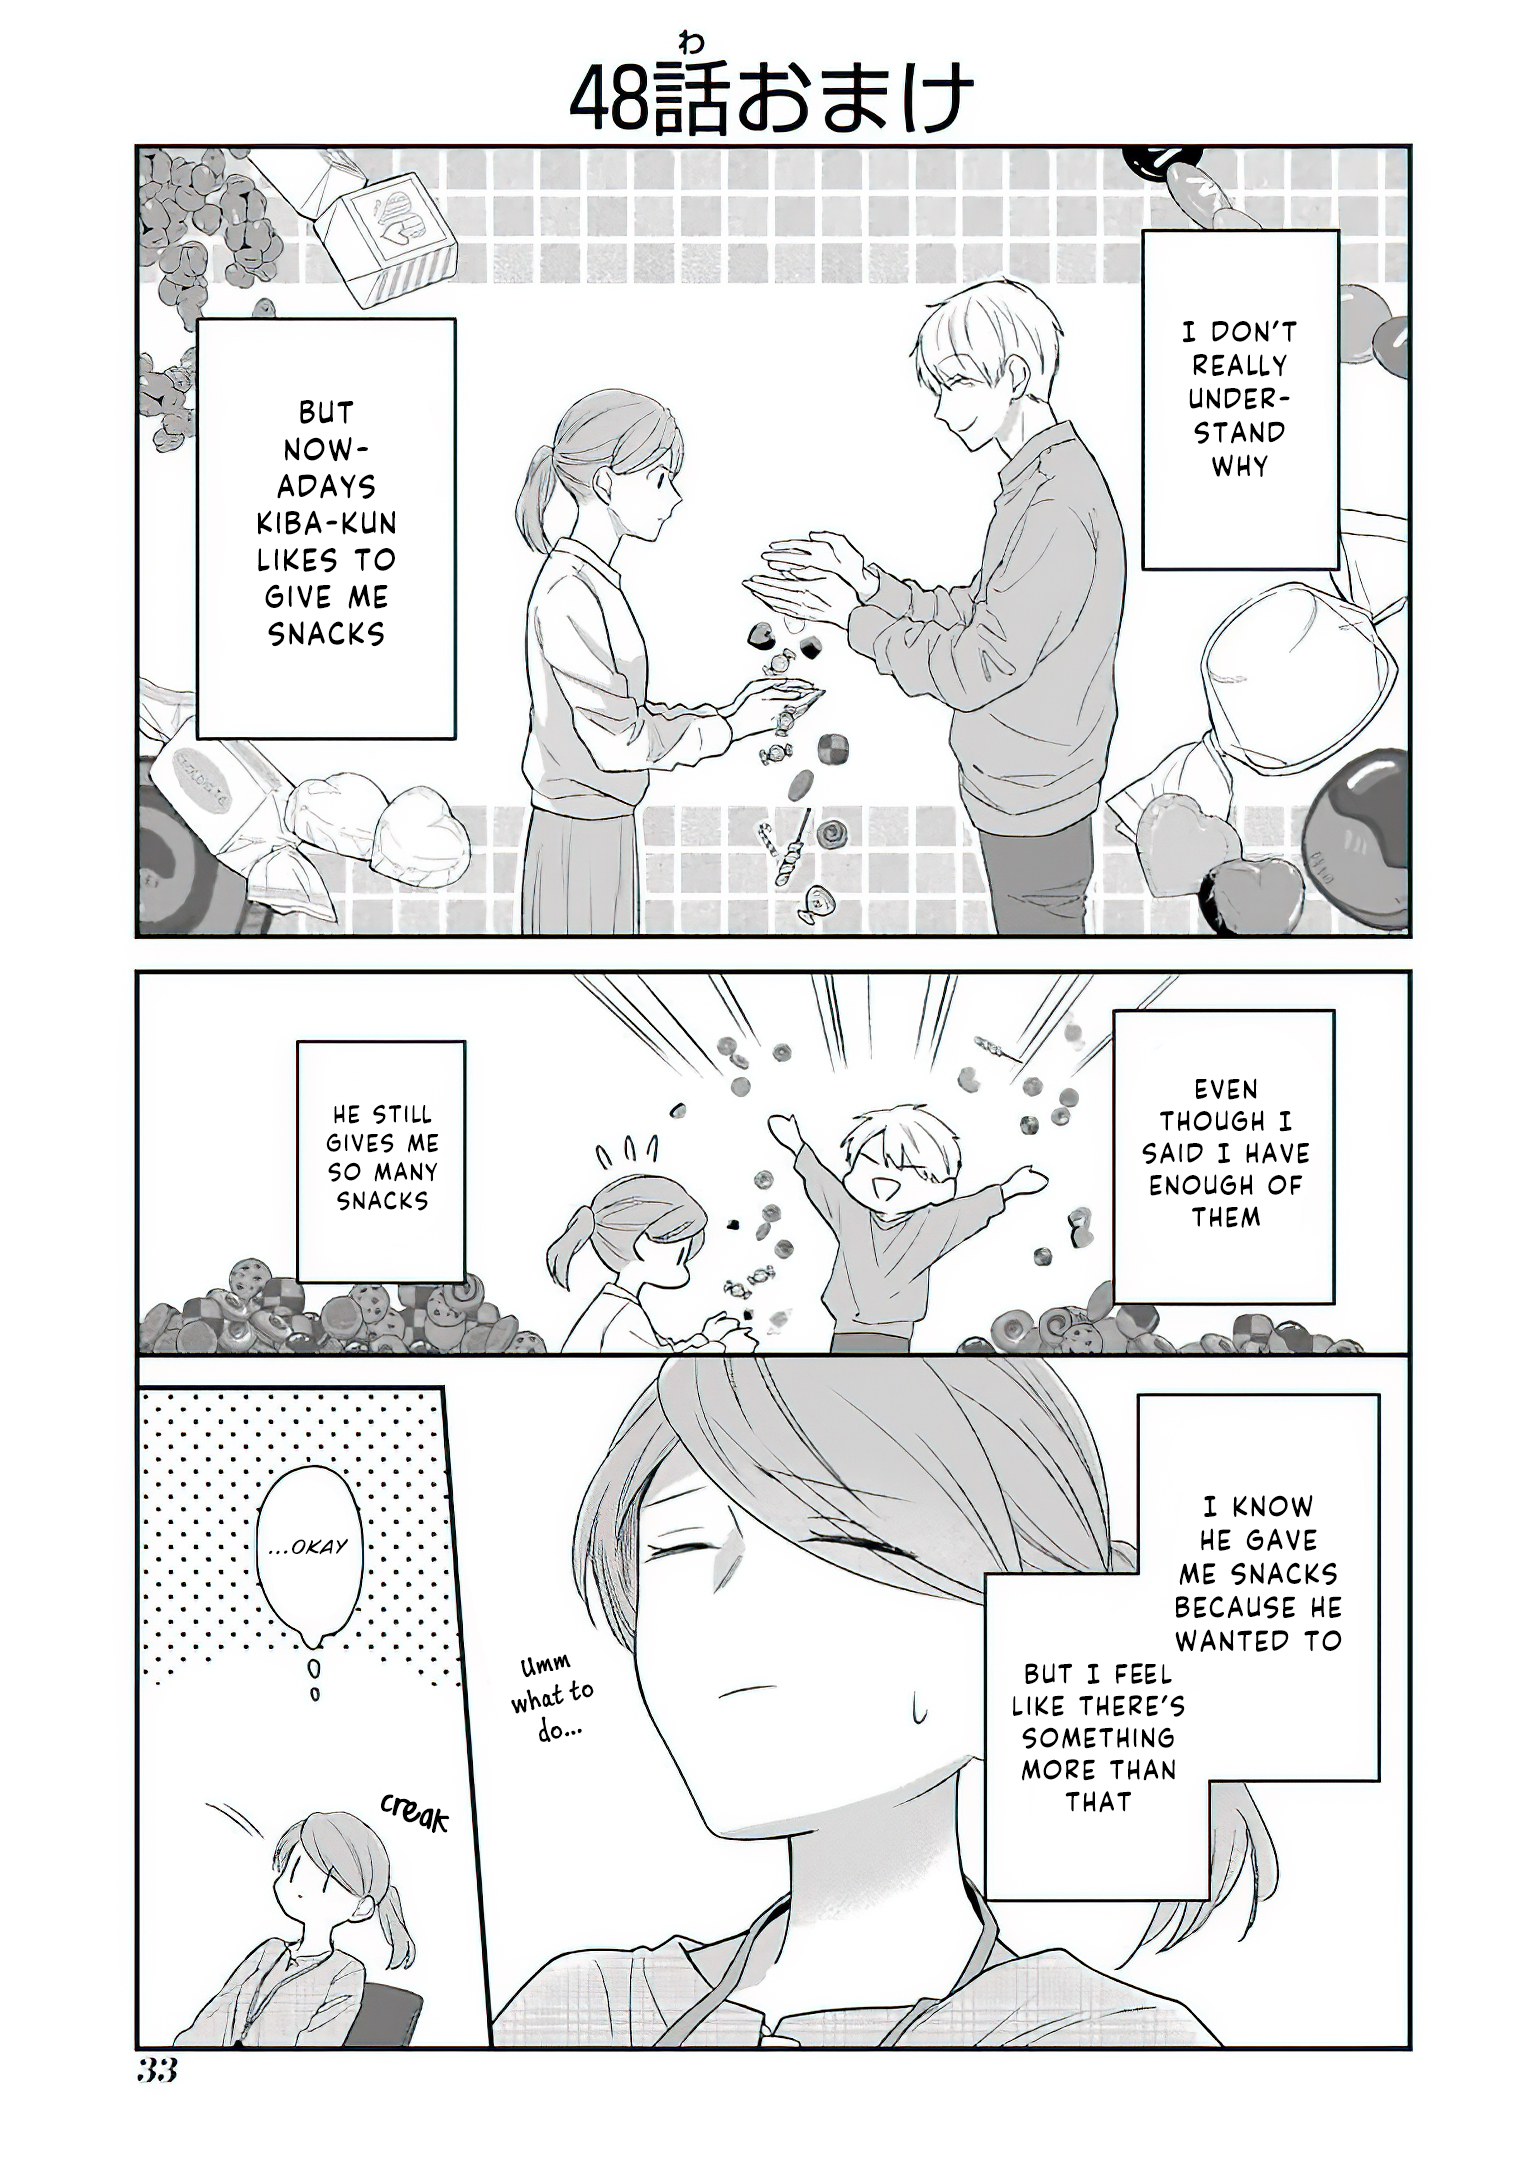 わ
48話おまけ
I DON'T
REALLY
UNDER-
STAND
WHY
BUT
NOW-
ADAYS
KIBA-KUN
LIKES TO
GIVE ME
SNACKS
EVEN
THOUGH I
SAID I HAVE
ENOUGH OF
THEM
HE STILL
GIVES ME
SO MANY
SNACKS
I KNOW
HE GAVE
ME SNACKS
BECAUSE HE
WANTED TO
BUT I FEEL
LIKE THERE'S
SOMETHING
MORE THAN
THAT
Umm
what to
do...
...OKAY
creak
33